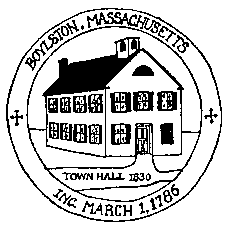 BOYLSTON, MASSACHUSETTS
TOWN HALL 1830
INC. MARCH 1, 1786